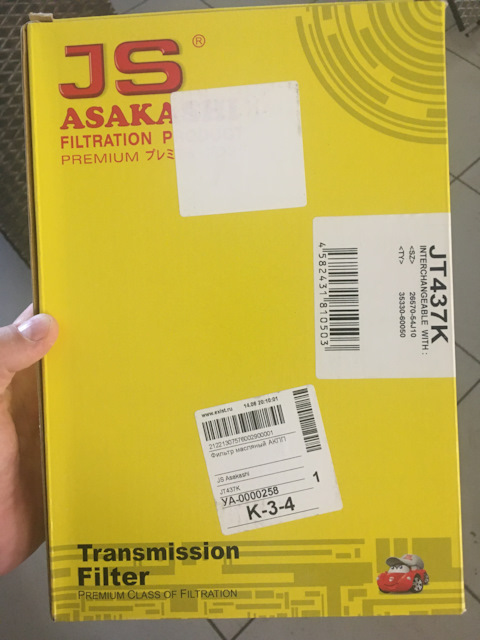 JS ®
ASAKA
FILTRATION P
PREMIUM プレミ
JT437K
INTERCHANGEABLE WITH :
<SZ> 26570-54J10
<TY> 35330-60050
4 582431 810503
www.exist.ru 14.08 20:15:01
2132190757600290001
Фильтр масляный АКПП
JS Asakashi
JT437K
УА-0000258
1
K-3-4
Transmission
Filter
PREMIUM CLASS OF FILTRATION